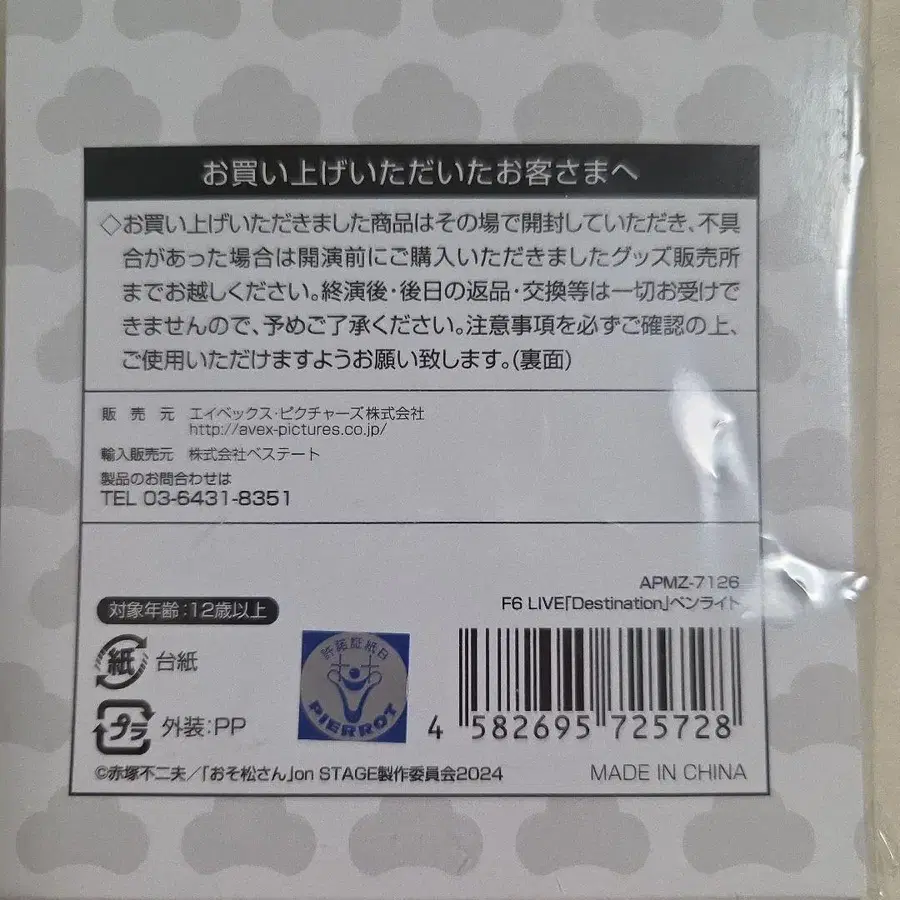 お買い上げいただいたお客さまへ
◇お買い上げいただきました商品はその場で開封していただき、不具
合があった場合は開演前にご購入いただきましたグッズ販売所
までお越しください。終演後・後日の返品・交換等は一切お受けで
きませんので、予めご了承ください。注意事項を必ずご確認の上、
ご使用いただけますようお願い致します。(裏面)
販売元 エイベックス・ピクチャーズ株式会社
http://avex-pictures.co.jp/
輸入販売元 株式会社ベステート
製品のお問合わせは
TEL 03-6431-8351
APMZ-7126
F6 LIVE「Destination」ペンライト
対象年齢:12歳以上
紙 台紙
プラ 外装:PP
許諾証紙B
PIERROT
4 582695 725728
©赤塚不二夫/「おそ松さん」on STAGE製作委員会2024
MADE IN CHINA